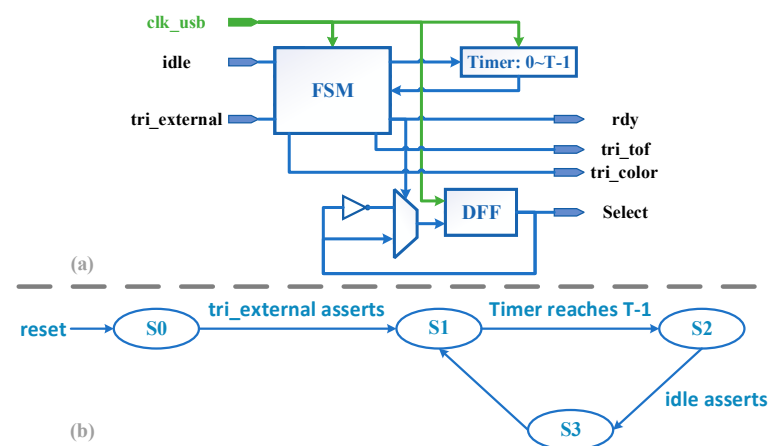 clk_usb
idle
tri_external
FSM
Timer: 0~T-1
rdy
tri_tof
tri_color
DFF
Select
(a)
reset
S0
tri_external asserts
S1
Timer reaches T-1
S2
idle asserts
S3
(b)